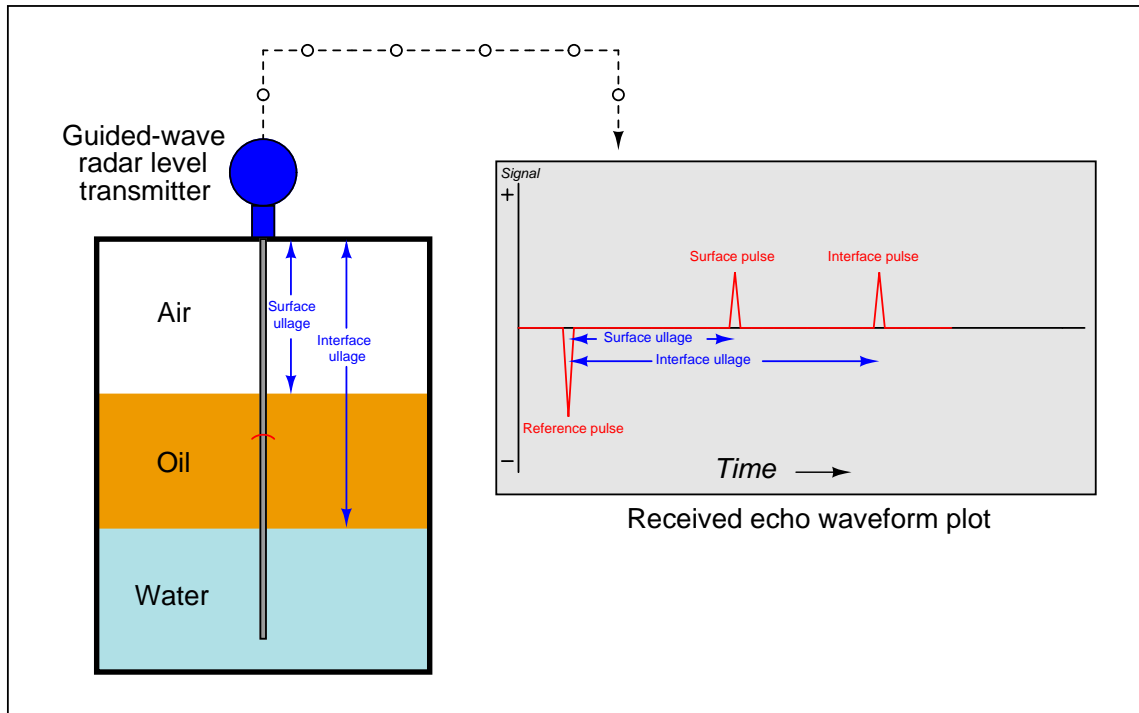 Guided-wave
radar level
transmitter
Air
Surface
ullage
Interface
ullage
Oil
Water
Signal
+
Surface pulse
Interface pulse
Surface ullage
Interface ullage
Reference pulse
−
Time
Received echo waveform plot